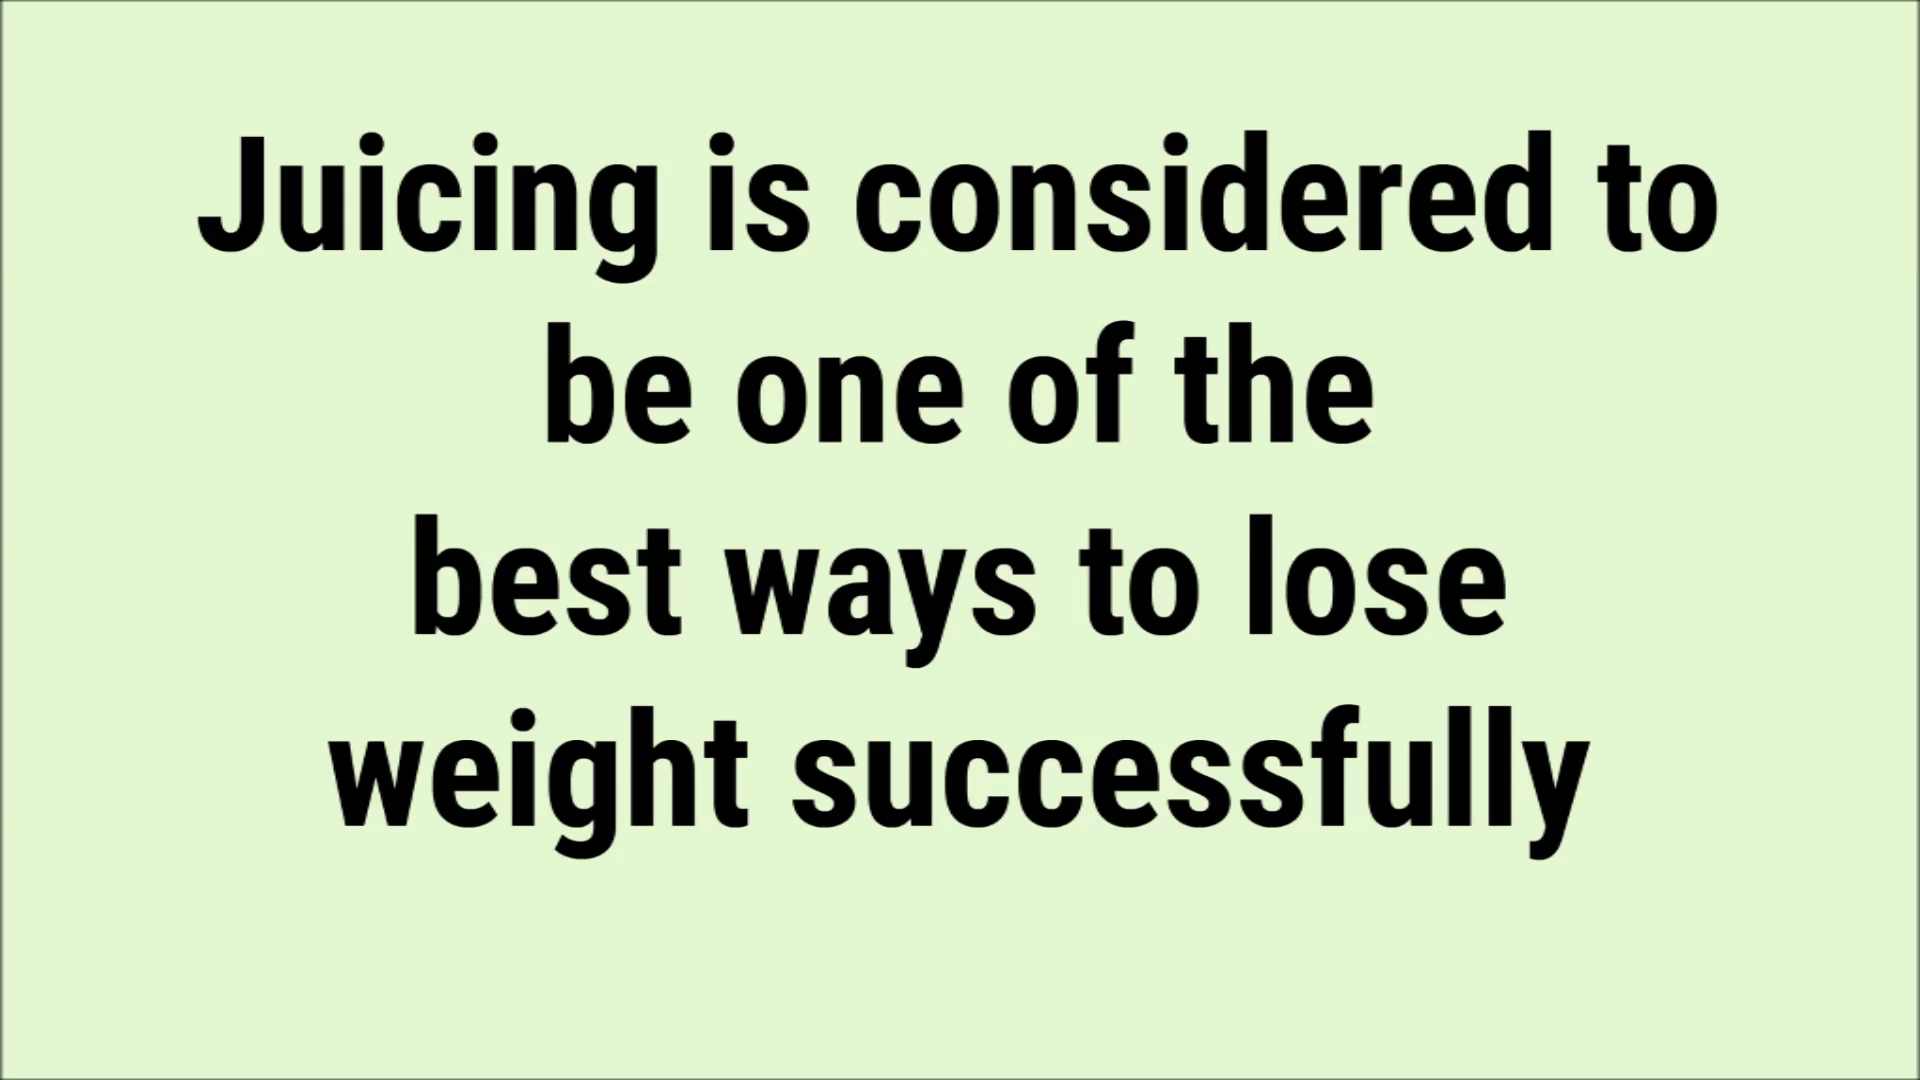 Juicing is considered to
be one of the
best ways to lose
weight successfully